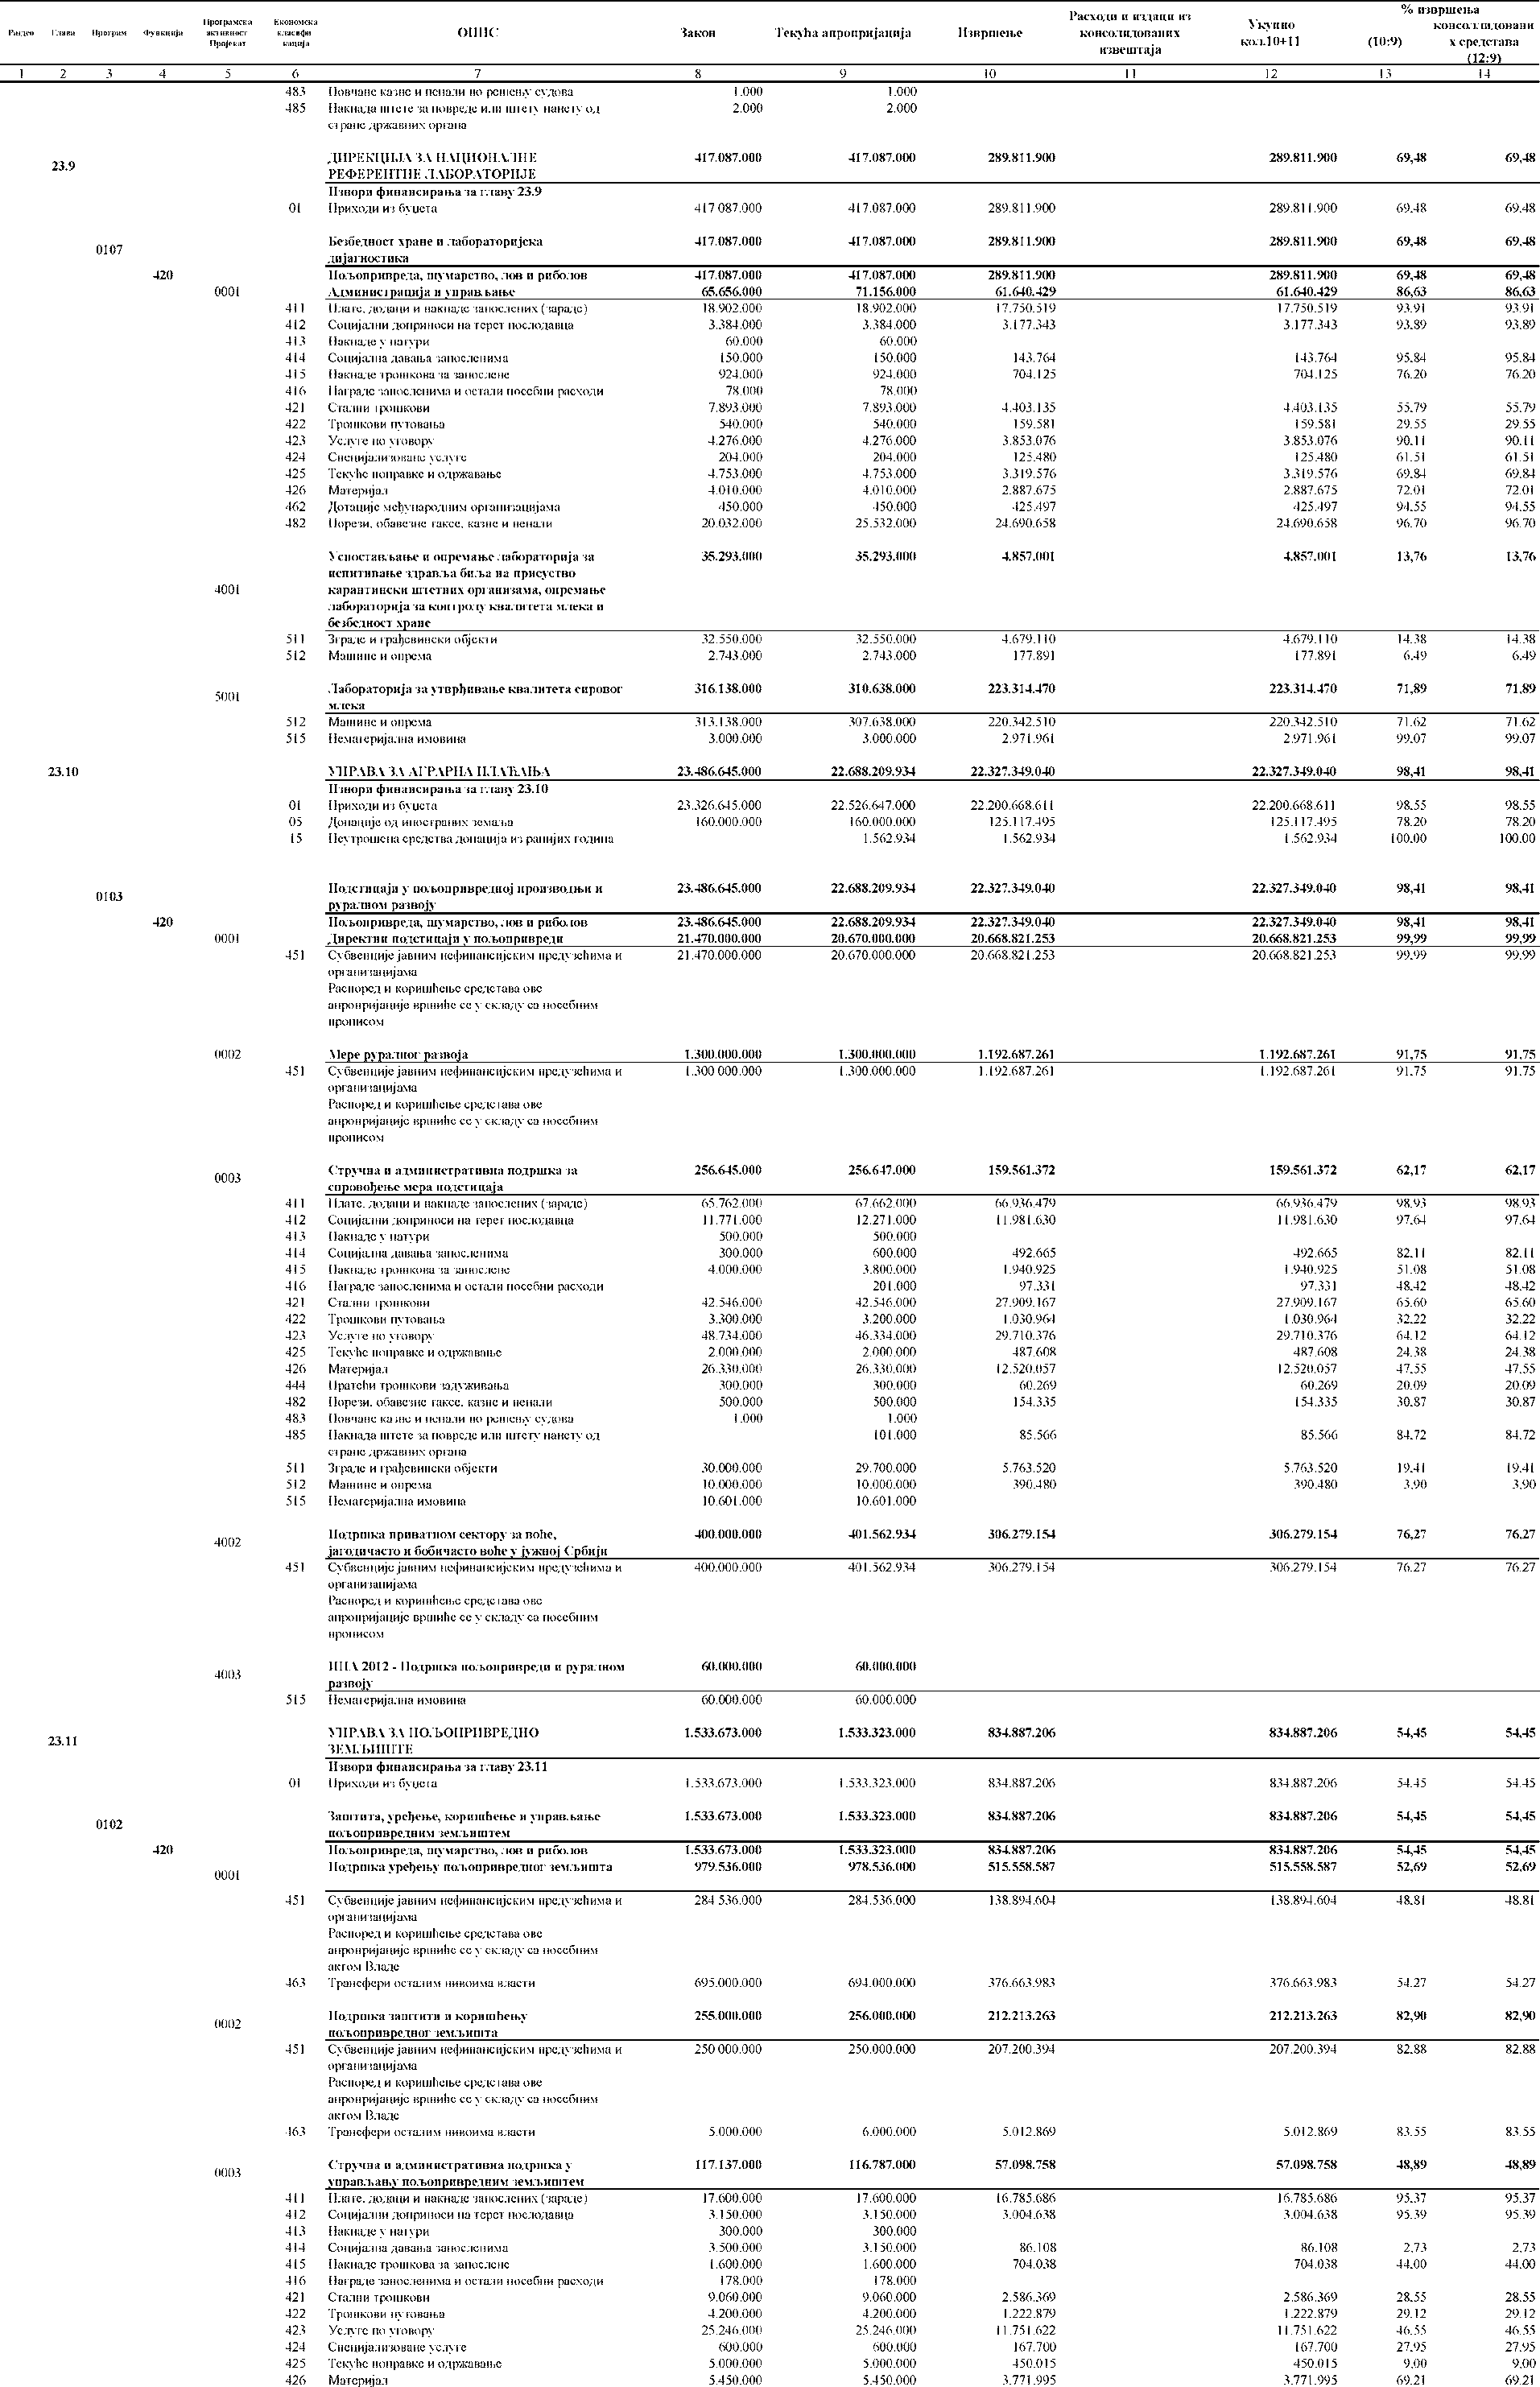 Раздео Глава Програм Функција Програмска активност Пројекат Економска класификација ОПИС Закон Текућа апропријација Извршење Расходи и издаци из консолидованих извештаја Укупно кол.10+11 % извршења (10:9) консолидованих средстава (12:9)
1 2 3 4 5 6 7 8 9 10 11 12 13 14
483 Новчане казне и пенали по решењу судова 1.000 1.000
485 Накнада штете за повреде или штету нанету од 2.000 2.000
стране државних органа
23.9 ДИРЕКЦИЈА ЗА НАЦИОНАЛНЕ 417.087.000 417.087.000 289.811.900 289.811.900 69,48 69,48
РЕФЕРЕНТНЕ ЛАБОРАТОРИЈЕ
Извори финансирања за главу 23.9
01 Приходи из буџета 417.087.000 417.087.000 289.811.900 289.811.900 69,48 69,48
0107 Безбедност хране и лабораторијска 417.087.000 417.087.000 289.811.900 289.811.900 69,48 69,48
дијагностика
420 Пољопривреда, шумарство, лов и риболов 417.087.000 417.087.000 289.811.900 289.811.900 69,48 69,48
0001 Администрација и управљање 65.656.000 71.156.000 61.640.429 61.640.429 86,63 86,63
411 Плате, додаци и накнаде запослених (зараде) 18.902.000 18.902.000 17.750.519 17.750.519 93,91 93,91
412 Социјални доприноси на терет послодавца 3.384.000 3.384.000 3.177.343 3.177.343 93,89 93,89
413 Накнаде у натури 60.000 60.000
414 Социјална давања запосленима 150.000 150.000 143.764 143.764 95,84 95,84
415 Накнаде трошкова за запослене 924.000 924.000 704.125 704.125 76,20 76,20
416 Награде запосленима и остали посебни расходи 78.000 78.000
421 Стални трошкови 7.893.000 7.893.000 4.403.135 4.403.135 55,79 55,79
422 Трошкови путовања 540.000 540.000 159.581 159.581 29,55 29,55
423 Услуге по уговору 4.276.000 4.276.000 3.853.076 3.853.076 90,11 90,11
424 Специјализоване услуге 204.000 204.000 125.480 125.480 61,51 61,51
425 Текуће поправке и одржавање 4.753.000 4.753.000 3.319.576 3.319.576 69,84 69,84
426 Материјал 4.010.000 4.010.000 2.887.675 2.887.675 72,01 72,01
462 Дотације међународним организацијама 450.000 450.000 425.497 425.497 94,55 94,55
482 Порези, обавезне таксе, казне и пенали 20.032.000 25.532.000 24.690.658 24.690.658 96,70 96,70
4001 Успостављање и опремање лабораторија за 35.293.000 35.293.000 4.857.001 4.857.001 13,76 13,76
испитивање здравља биља на присуство
карантински штетних организама, опремање
лабораторија за контролу квалитета млека и
безбедност хране
511 Зграде и грађевински објекти 32.550.000 32.550.000 4.679.110 4.679.110 14,38 14,38
512 Машине и опрема 2.743.000 2.743.000 177.891 177.891 6,49 6,49
5001 Лабораторија за утврђивање квалитета сировог 316.138.000 310.638.000 223.314.470 223.314.470 71,89 71,89
млека
512 Машине и опрема 313.138.000 307.638.000 220.342.510 220.342.510 71,62 71,62
515 Нематеријална имовина 3.000.000 3.000.000 2.971.961 2.971.961 99,07 99,07
23.10 УПРАВА ЗА АГРАРНА ПЛАЋАЊА 23.486.645.000 22.688.209.934 22.327.349.040 22.327.349.040 98,41 98,41
Извори финансирања за главу 23.10
01 Приходи из буџета 23.326.645.000 22.526.647.000 22.200.668.611 22.200.668.611 98,55 98,55
05 Донације од иностраних земаља 160.000.000 160.000.000 125.117.495 125.117.495 78,20 78,20
15 Неутрошена средства донација из ранијих година 1.562.934 1.562.934 1.562.934 100,00 100,00
0103 Подстицаји у пољопривредној производњи и 23.486.645.000 22.688.209.934 22.327.349.040 22.327.349.040 98,41 98,41
руралном развоју
420 Пољопривреда, шумарство, лов и риболов 23.486.645.000 22.688.209.934 22.327.349.040 22.327.349.040 98,41 98,41
0001 Директни подстицаји у пољопривреди 21.470.000.000 20.670.000.000 20.668.821.253 20.668.821.253 99,99 99,99
451 Субвенције јавним нефинансијским предузећима и 21.470.000.000 20.670.000.000 20.668.821.253 20.668.821.253 99,99 99,99
организацијама
Распоред и коришћење средстава ове
апропријације вршиће се у складу са посебним
прописом
0002 Мере руралног развоја 1.300.000.000 1.300.000.000 1.192.687.261 1.192.687.261 91,75 91,75
451 Субвенције јавним нефинансијским предузећима и 1.300.000.000 1.300.000.000 1.192.687.261 1.192.687.261 91,75 91,75
организацијама
Распоред и коришћење средстава ове
апропријације вршиће се у складу са посебним
прописом
0003 Стручна и административна подршка за 256.645.000 256.647.000 159.561.372 159.561.372 62,17 62,17
спровођење мера подстицаја
411 Плате, додаци и накнаде запослених (зараде) 65.762.000 67.662.000 66.936.479 66.936.479 98,93 98,93
412 Социјални доприноси на терет послодавца 11.771.000 12.271.000 11.981.630 11.981.630 97,64 97,64
413 Накнаде у натури 500.000 500.000
414 Социјална давања запосленима 300.000 600.000 492.665 492.665 82,11 82,11
415 Накнаде трошкова за запослене 4.000.000 3.800.000 1.940.925 1.940.925 51,08 51,08
416 Награде запосленима и остали посебни расходи 201.000 97.331 97.331 48,42 48,42
421 Стални трошкови 42.546.000 42.546.000 27.909.167 27.909.167 65,60 65,60
422 Трошкови путовања 3.300.000 3.200.000 1.030.964 1.030.964 32,22 32,22
423 Услуге по уговору 48.734.000 46.334.000 29.710.376 29.710.376 64,12 64,12
425 Текуће поправке и одржавање 2.000.000 2.000.000 487.608 487.608 24,38 24,38
426 Материјал 26.330.000 26.330.000 12.520.057 12.520.057 47,55 47,55
444 Пратећи трошкови задуживања 300.000 300.000 60.269 60.269 20,09 20,09
482 Порези, обавезне таксе, казне и пенали 500.000 500.000 154.335 154.335 30,87 30,87
483 Новчане казне и пенали по решењу судова 1.000 1.000
485 Накнада штете за повреде или штету нанету од 101.000 85.566 85.566 84,72 84,72
стране државних органа
511 Зграде и грађевински објекти 30.000.000 29.700.000 5.763.520 5.763.520 19,41 19,41
512 Машине и опрема 10.000.000 10.000.000 390.480 390.480 3,90 3,90
515 Нематеријална имовина 10.601.000 10.601.000
4002 Подршка приватном сектору за воће, 400.000.000 401.562.934 306.279.154 306.279.154 76,27 76,27
јагодичасто и бобичасто воће у јужној Србији
451 Субвенције јавним нефинансијским предузећима и 400.000.000 401.562.934 306.279.154 306.279.154 76,27 76,27
организацијама
Распоред и коришћење средстава ове
апропријације вршиће се у складу са посебним
прописом
4003 ИПА 2012 - Подршка пољопривреди и руралном 60.000.000 60.000.000
развоју
515 Нематеријална имовина 60.000.000 60.000.000
23.11 УПРАВА ЗА ПОЉОПРИВРЕДНО 1.533.673.000 1.533.323.000 834.887.206 834.887.206 54,45 54,45
ЗЕМЉИШТЕ
Извори финансирања за главу 23.11
01 Приходи из буџета 1.533.673.000 1.533.323.000 834.887.206 834.887.206 54,45 54,45
0102 Заштита, уређење, коришћење и управљање 1.533.673.000 1.533.323.000 834.887.206 834.887.206 54,45 54,45
пољопривредним земљиштем
420 Пољопривреда, шумарство, лов и риболов 1.533.673.000 1.533.323.000 834.887.206 834.887.206 54,45 54,45
0001 Подршка уређењу пољопривредног земљишта 979.536.000 978.536.000 515.558.587 515.558.587 52,69 52,69
451 Субвенције јавним нефинансијским предузећима и 284.536.000 284.536.000 138.894.604 138.894.604 48,81 48,81
организацијама
Распоред и коришћење средстава ове
апропријације вршиће се у складу са посебним
актом Владе
463 Трансфери осталим нивоима власти 695.000.000 694.000.000 376.663.983 376.663.983 54,27 54,27
0002 Подршка заштити и коришћењу 255.000.000 256.000.000 212.213.263 212.213.263 82,90 82,90
пољопривредног земљишта
451 Субвенције јавним нефинансијским предузећима и 250.000.000 250.000.000 207.200.394 207.200.394 82,88 82,88
организацијама
Распоред и коришћење средстава ове
апропријације вршиће се у складу са посебним
актом Владе
463 Трансфери осталим нивоима власти 5.000.000 6.000.000 5.012.869 5.012.869 83,55 83,55
0003 Стручна и административна подршка у 117.137.000 116.787.000 57.098.758 57.098.758 48,89 48,89
управљању пољопривредним земљиштем
411 Плате, додаци и накнаде запослених (зараде) 17.600.000 17.600.000 16.785.686 16.785.686 95,37 95,37
412 Социјални доприноси на терет послодавца 3.150.000 3.150.000 3.004.638 3.004.638 95,39 95,39
413 Накнаде у натури 300.000 300.000
414 Социјална давања запосленима 3.500.000 3.150.000 86.108 86.108 2,73 2,73
415 Накнаде трошкова за запослене 1.600.000 1.600.000 704.038 704.038 44,00 44,00
416 Награде запосленима и остали посебни расходи 178.000 178.000
421 Стални трошкови 9.060.000 9.060.000 2.586.369 2.586.369 28,55 28,55
422 Трошкови путовања 4.200.000 4.200.000 1.222.879 1.222.879 29,12 29,12
423 Услуге по уговору 25.246.000 25.246.000 11.751.622 11.751.622 46,55 46,55
424 Специјализоване услуге 600.000 600.000 167.700 167.700 27,95 27,95
425 Текуће поправке и одржавање 5.000.000 5.000.000 450.015 450.015 9,00 9,00
426 Материјал 5.450.000 5.450.000 3.771.995 3.771.995 69,21 69,21